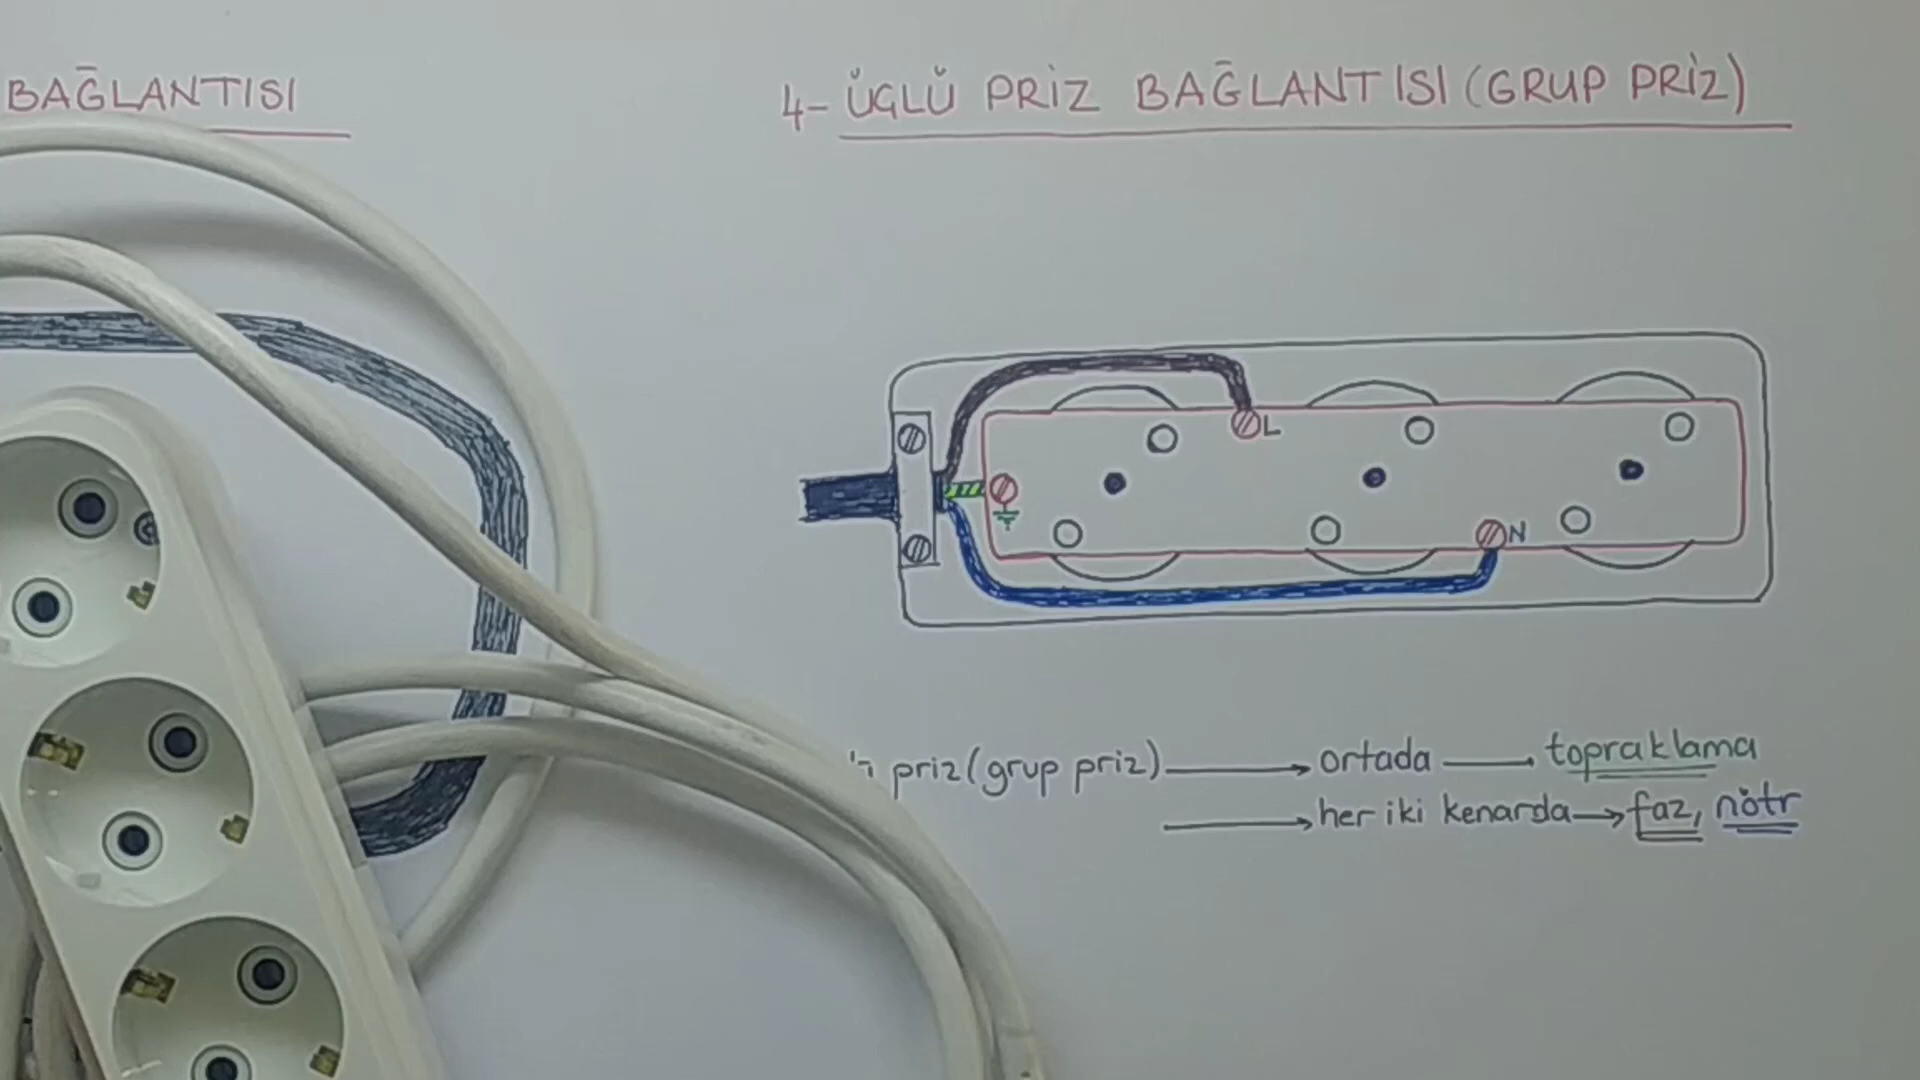 BAĞLANTISI
4- ÜÇLÜ PRİZ BAĞLANTISI (GRUP PRİZ)
L
N
priz (grup priz) → ortada — topraklama
→ her iki kenarda → faz, nötr